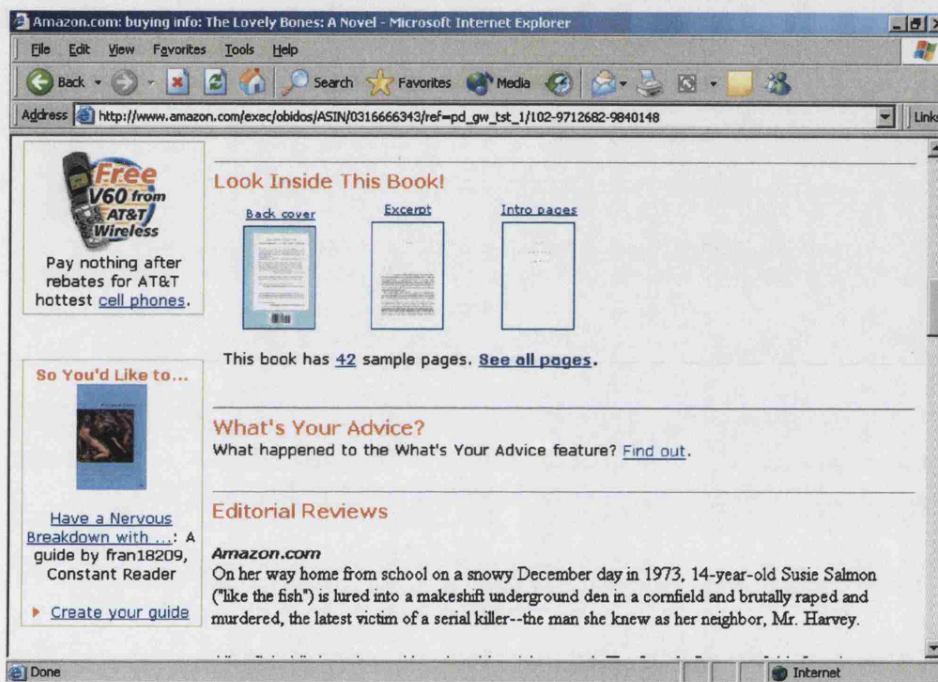 Amazon.com: buying info: The Lovely Bones: A Novel - Microsoft Internet Explorer
File Edit View Favorites Tools Help
Back Search Favorites Media
Address http://www.amazon.com/exec/obidos/ASIN/0316666343/ref=pd_gw_tst_1/102-9712682-9840148 Links
Free
V60 from
AT&T
Wireless
Pay nothing after
rebates for AT&T
hottest cell phones.
So You'd Like to...
Have a Nervous
Breakdown with ...: A
guide by fran18209,
Constant Reader
Create your guide
Look Inside This Book!
Back cover Excerpt Intro pages
This book has 42 sample pages. See all pages.
What's Your Advice?
What happened to the What's Your Advice feature? Find out.
Editorial Reviews
Amazon.com
On her way home from school on a snowy December day in 1973, 14-year-old Susie Salmon
("like the fish") is lured into a makeshift underground den in a cornfield and brutally raped and
murdered, the latest victim of a serial killer--the man she knew as her neighbor, Mr. Harvey.
Done Internet